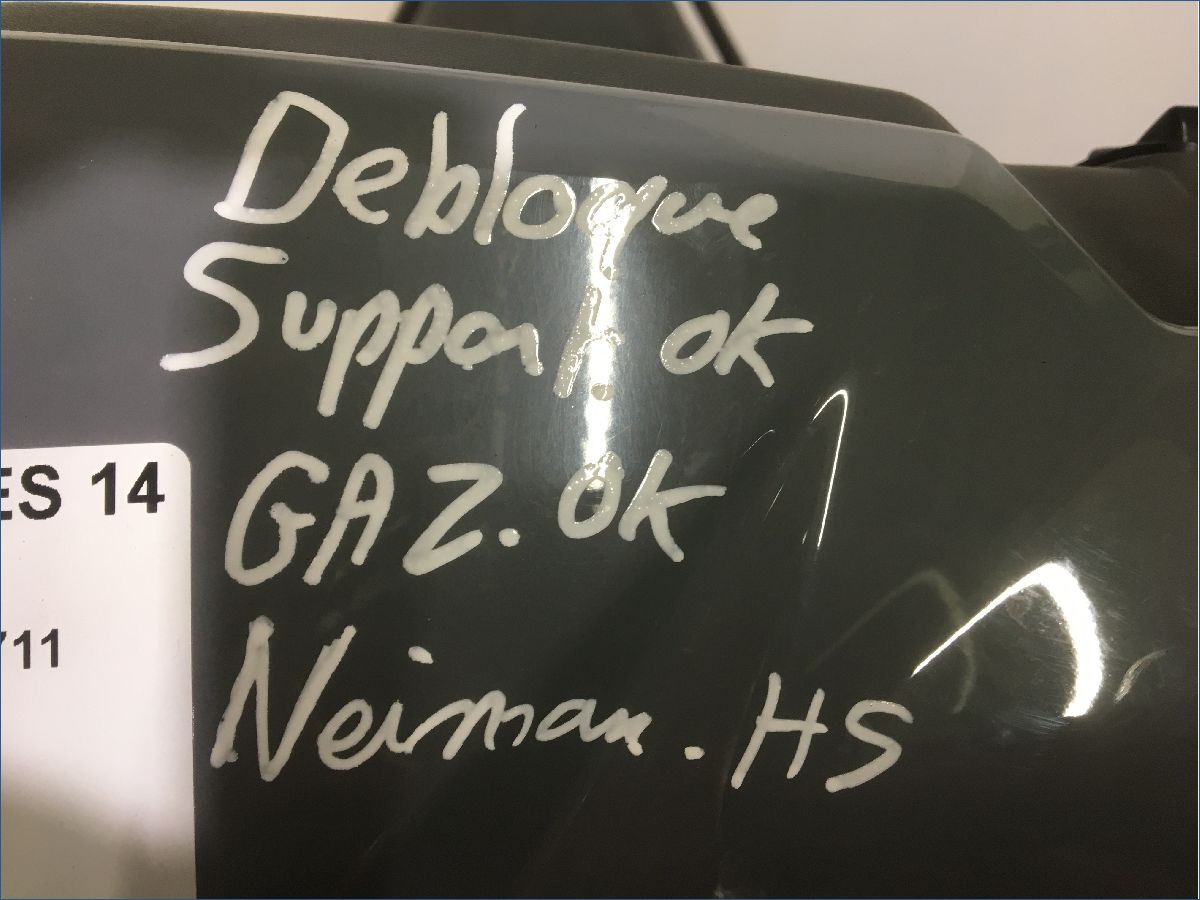 Debloque
Support ok
GAZ. OK
Neiman. HS
ES 14
711